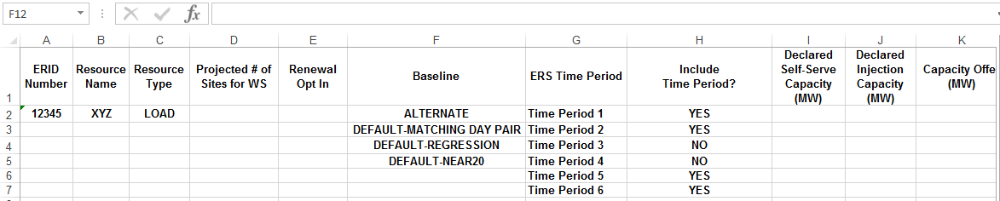 F12
fx
A B C D E F G H I J K
1 ERID Number Resource Name Resource Type Projected # of Sites for WS Renewal Opt In Baseline ERS Time Period Include Time Period? Declared Self-Serve Capacity (MW) Declared Injection Capacity (MW) Capacity Offe (MW)
2 12345 XYZ LOAD ALTERNATE Time Period 1 YES
3 DEFAULT-MATCHING DAY PAIR Time Period 2 YES
4 DEFAULT-REGRESSION Time Period 3 NO
5 DEFAULT-NEAR20 Time Period 4 NO
6 Time Period 5 YES
7 Time Period 6 YES